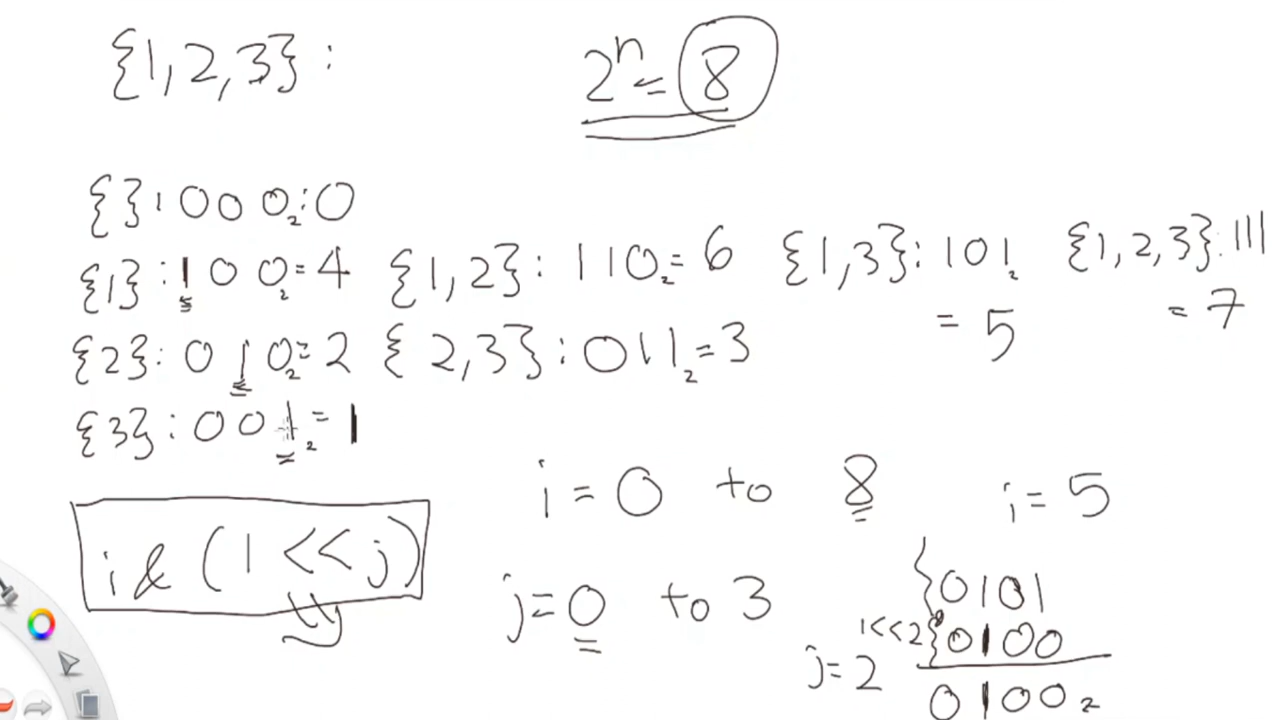 {1,2,3}: 2ⁿ = 8
{}: 000₂: 0
{1}: 100₂=4 {1,2}: 110₂=6 {1,3}: 101₂ {1,2,3}: 111
= 5 = 7
{2}: 010₂=2 {2,3}: 011₂=3
{3}: 001₂=1
i = 0 to 8 i = 5
i & (1 << j)
0101
j=0 to 3
1<<2 0100
j=2
0100₂